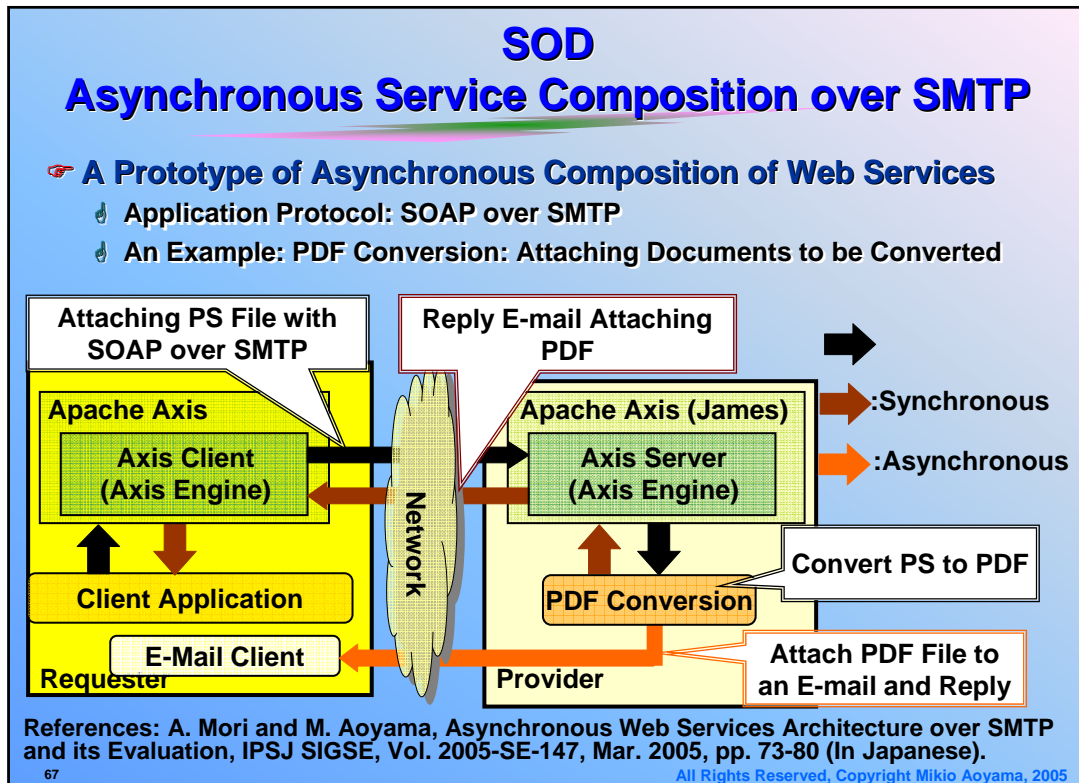 SOD
Asynchronous Service Composition over SMTP
A Prototype of Asynchronous Composition of Web Services
Application Protocol: SOAP over SMTP
An Example: PDF Conversion: Attaching Documents to be Converted
Attaching PS File with
SOAP over SMTP
Reply E-mail Attaching
PDF
Apache Axis
Axis Client
(Axis Engine)
Client Application
E-Mail Client
Requester
Network
Apache Axis (James)
Axis Server
(Axis Engine)
PDF Conversion
Provider
:Synchronous
:Asynchronous
Convert PS to PDF
Attach PDF File to
an E-mail and Reply
References: A. Mori and M. Aoyama, Asynchronous Web Services Architecture over SMTP
and its Evaluation, IPSJ SIGSE, Vol. 2005-SE-147, Mar. 2005, pp. 73-80 (In Japanese).
67
All Rights Reserved, Copyright Mikio Aoyama, 2005